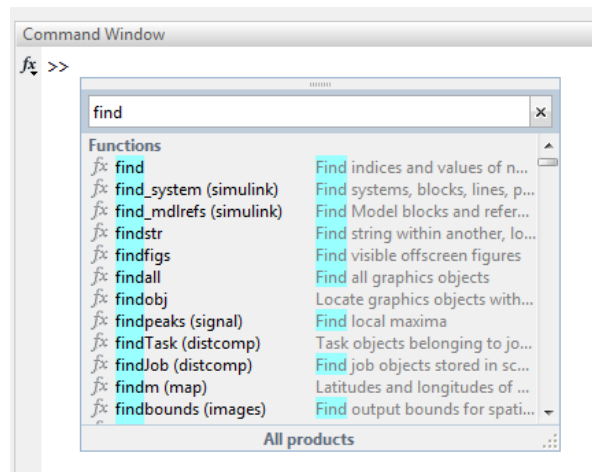 Command Window
fx >>
find ×
Functions
fx find Find indices and values of n...
fx find_system (simulink) Find systems, blocks, lines, p...
fx find_mdlrefs (simulink) Find Model blocks and refer...
fx findstr Find string within another, lo...
fx findfigs Find visible offscreen figures
fx findall Find all graphics objects
fx findobj Locate graphics objects with...
fx findpeaks (signal) Find local maxima
fx findTask (distcomp) Task objects belonging to jo...
fx findJob (distcomp) Find job objects stored in sc...
fx findm (map) Latitudes and longitudes of ...
fx findbounds (images) Find output bounds for spati...
All products